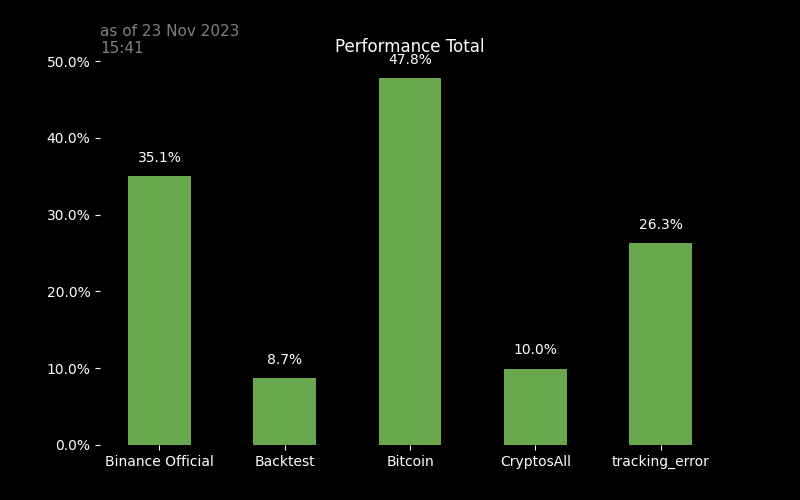 as of 23 Nov 2023
15:41
Performance Total
50.0%
40.0%
30.0%
20.0%
10.0%
0.0%
35.1%
8.7%
47.8%
10.0%
26.3%
Binance Official
Backtest
Bitcoin
CryptosAll
tracking_error